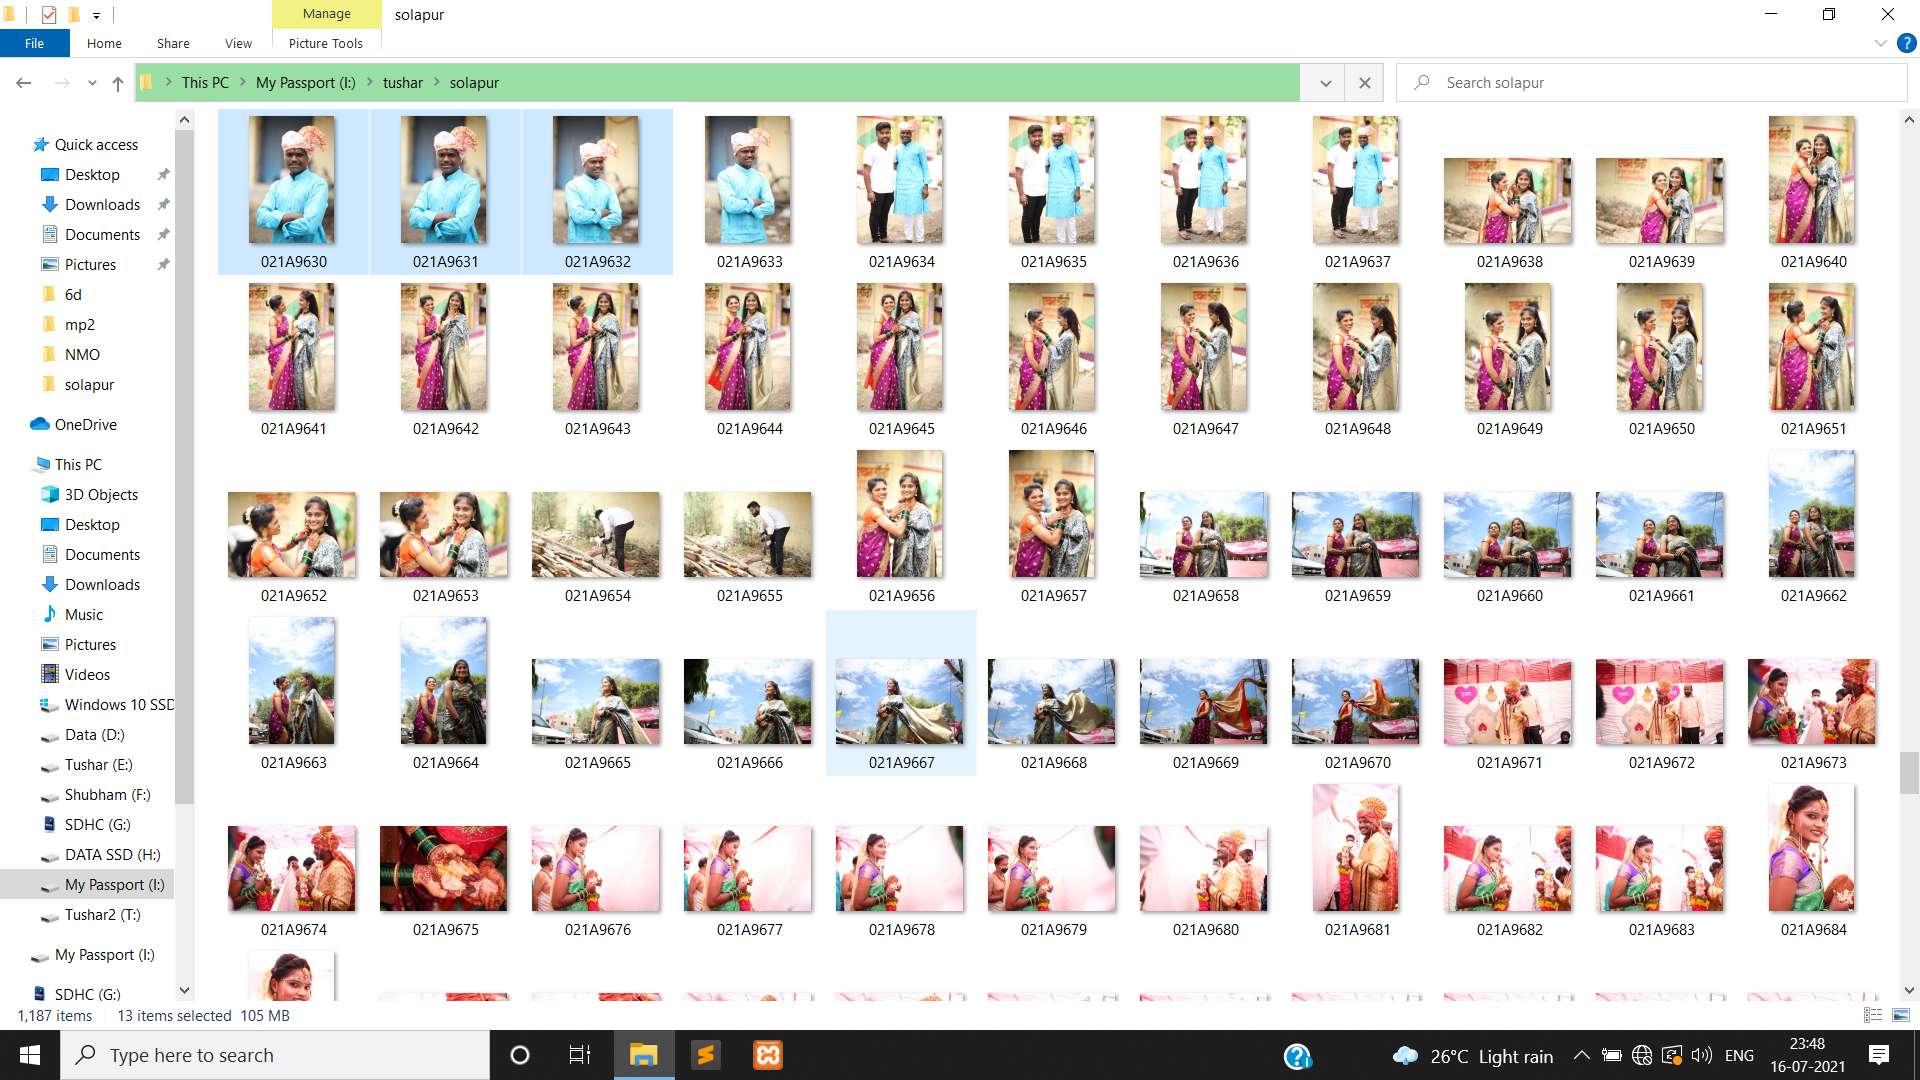 Manage
solapur
File
Home
Share
View
Picture Tools
This PC
My Passport (I:)
tushar
solapur
Search solapur
Quick access
Desktop
Downloads
Documents
Pictures
6d
mp2
NMO
solapur
OneDrive
This PC
3D Objects
Desktop
Documents
Downloads
Music
Pictures
Videos
Windows 10 SSD
Data (D:)
Tushar (E:)
Shubham (F:)
SDHC (G:)
DATA SSD (H:)
My Passport (I:)
Tushar2 (T:)
My Passport (I:)
SDHC (G:)
021A9630 021A9631 021A9632 021A9633 021A9634 021A9635 021A9636 021A9637 021A9638 021A9639 021A9640
021A9641 021A9642 021A9643 021A9644 021A9645 021A9646 021A9647 021A9648 021A9649 021A9650 021A9651
021A9652 021A9653 021A9654 021A9655 021A9656 021A9657 021A9658 021A9659 021A9660 021A9661 021A9662
021A9663 021A9664 021A9665 021A9666 021A9667 021A9668 021A9669 021A9670 021A9671 021A9672 021A9673
021A9674 021A9675 021A9676 021A9677 021A9678 021A9679 021A9680 021A9681 021A9682 021A9683 021A9684
1,187 items 13 items selected 105 MB
Type here to search
26°C Light rain
ENG
23:48
16-07-2021